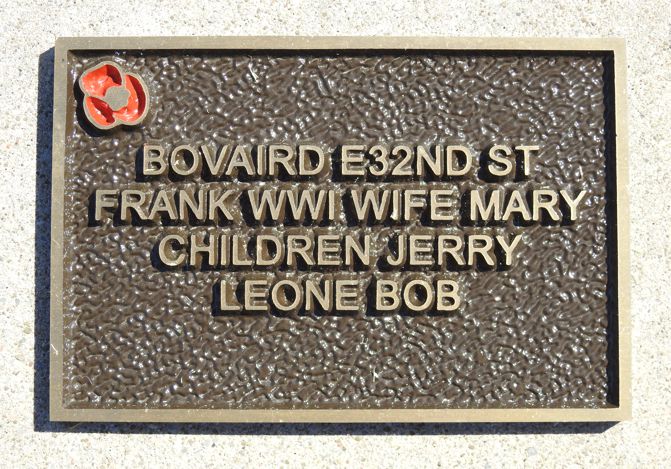 BOVAIRD E32ND ST
FRANK WWI WIFE MARY
CHILDREN JERRY
LEONE BOB